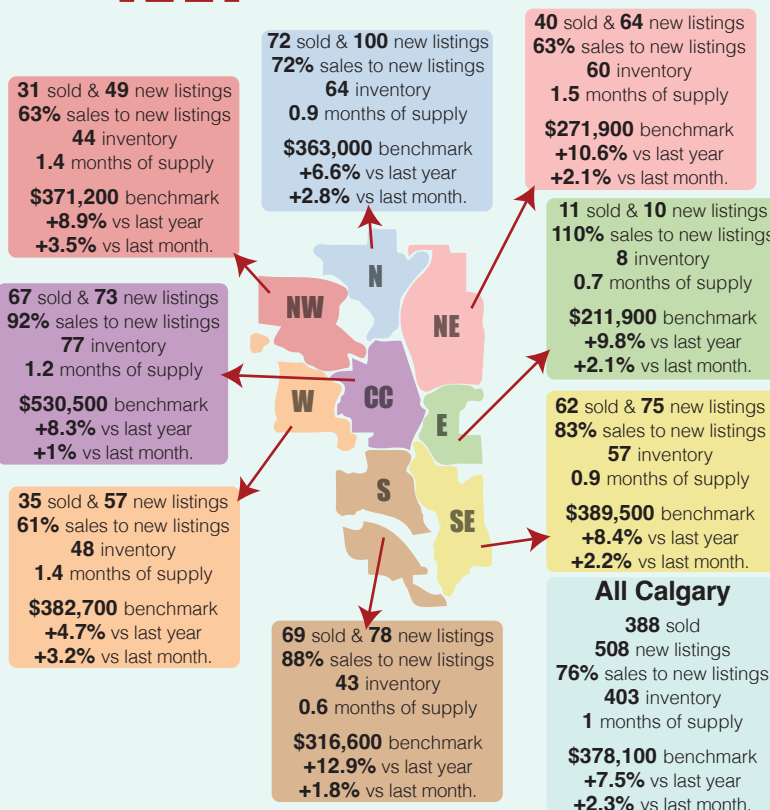 72 sold & 100 new listings
72% sales to new listings
64 inventory
0.9 months of supply
$363,000 benchmark
+6.6% vs last year
+2.8% vs last month.
40 sold & 64 new listings
63% sales to new listings
60 inventory
1.5 months of supply
$271,900 benchmark
+10.6% vs last year
+2.1% vs last month.
31 sold & 49 new listings
63% sales to new listings
44 inventory
1.4 months of supply
$371,200 benchmark
+8.9% vs last year
+3.5% vs last month.
11 sold & 10 new listings
110% sales to new listings
8 inventory
0.7 months of supply
$211,900 benchmark
+9.8% vs last year
+2.1% vs last month.
67 sold & 73 new listings
92% sales to new listings
77 inventory
1.2 months of supply
$530,500 benchmark
+8.3% vs last year
+1% vs last month.
N
NW
NE
W
CC
E
S
SE
62 sold & 75 new listings
83% sales to new listings
57 inventory
0.9 months of supply
$389,500 benchmark
+8.4% vs last year
+2.2% vs last month.
35 sold & 57 new listings
61% sales to new listings
48 inventory
1.4 months of supply
$382,700 benchmark
+4.7% vs last year
+3.2% vs last month.
69 sold & 78 new listings
88% sales to new listings
43 inventory
0.6 months of supply
$316,600 benchmark
+12.9% vs last year
+1.8% vs last month.
All Calgary
388 sold
508 new listings
76% sales to new listings
403 inventory
1 months of supply
$378,100 benchmark
+7.5% vs last year
+2.3% vs last month.